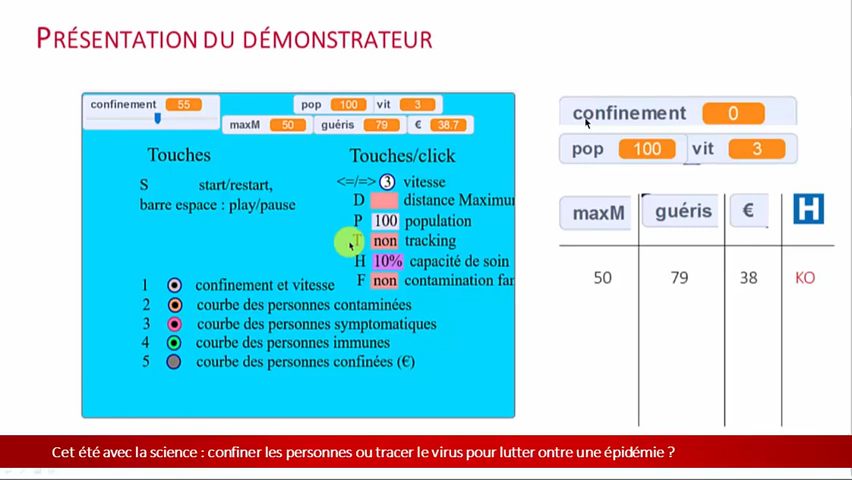 PRÉSENTATION DU DÉMONSTRATEUR
confinement 55
pop 100 vit 3
maxM 50 guéris 79 € 38.7
Touches
S start/restart,
barre espace : play/pause
Touches/click
<=/=> 3 vitesse
D distance Maximu
P 100 population
T non tracking
H 10% capacité de soin
F non contamination fan
1 confinement et vitesse
2 courbe des personnes contaminées
3 courbe des personnes symptomatiques
4 courbe des personnes immunes
5 courbe des personnes confinées (€)
confinement 0
pop 100 vit 3
maxM guéris € H
50 79 38 KO
Cet été avec la science : confiner les personnes ou tracer le virus pour lutter ontre une épidémie ?